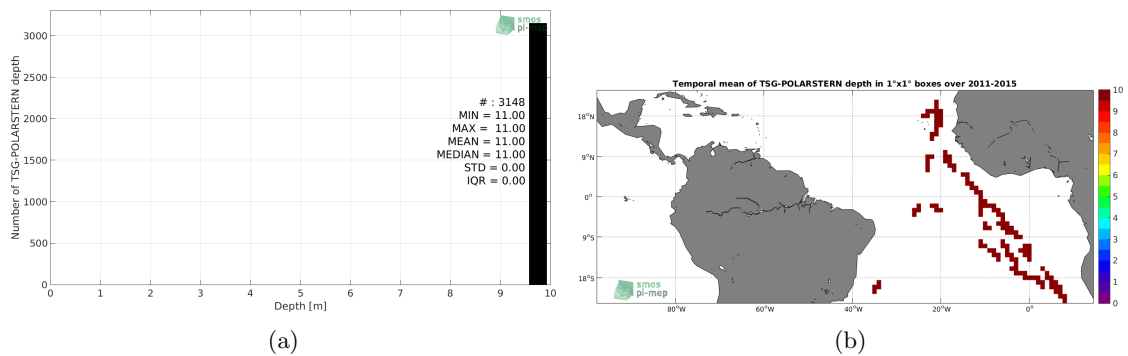 smos
pi-mep
3000
2500
2000
1500
1000
500
0
Number of TSG-POLARSTERN depth
# : 3148
MIN = 11.00
MAX = 11.00
MEAN = 11.00
MEDIAN = 11.00
STD = 0.00
IQR = 0.00
0 1 2 3 4 5 6 7 8 9 10
Depth [m]
(a)
Temporal mean of TSG-POLARSTERN depth in 1°x1° boxes over 2011-2015
18°N
9°N
0°
9°S
18°S
80°W 60°W 40°W 20°W 0°
10
9
8
7
6
5
4
3
2
1
0
smos
pi-mep
(b)